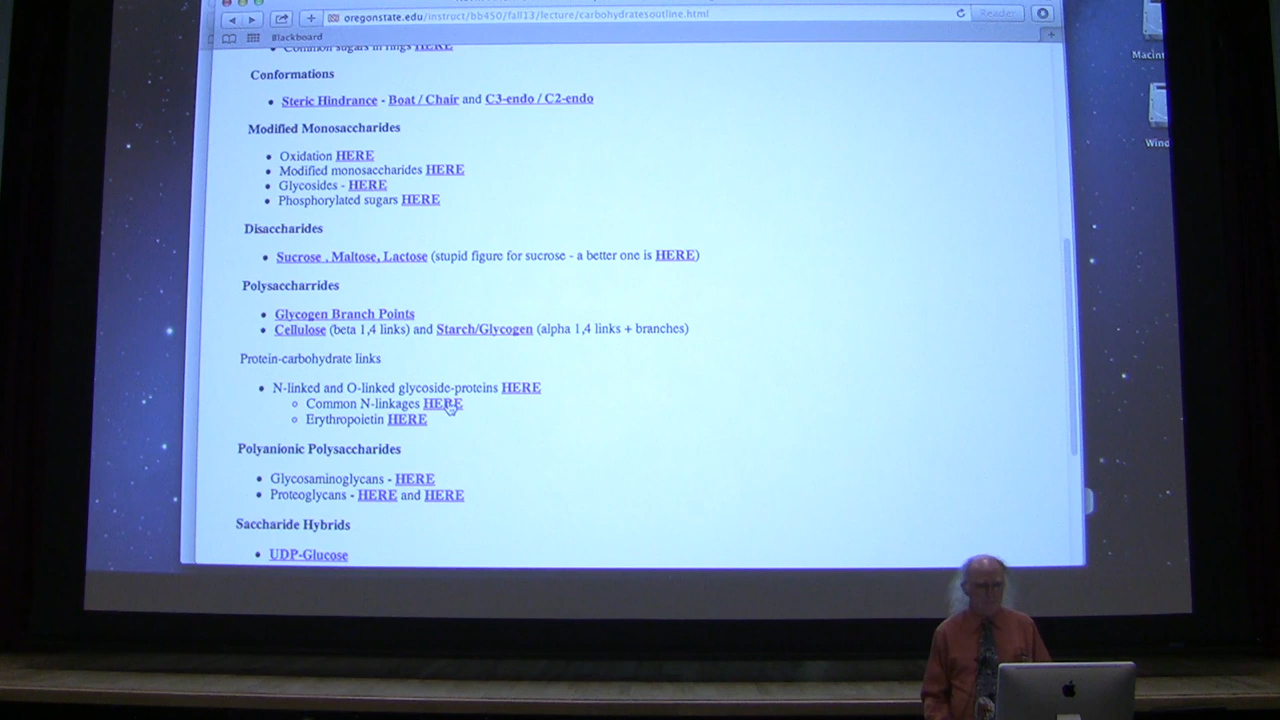 oregonstate.edu/instruct/bb450/fall13/lecture/carbohydratesoutline.html
Reader
Blackboard
Common sugars in rings HERE
Conformations
Steric Hindrance - Boat / Chair and C3-endo / C2-endo
Modified Monosaccharides
Oxidation HERE
Modified monosaccharides HERE
Glycosides - HERE
Phosphorylated sugars HERE
Disaccharides
Sucrose , Maltose, Lactose (stupid figure for sucrose - a better one is HERE)
Polysaccharrides
Glycogen Branch Points
Cellulose (beta 1,4 links) and Starch/Glycogen (alpha 1,4 links + branches)
Protein-carbohydrate links
N-linked and O-linked glycoside-proteins HERE
Common N-linkages HERE
Erythropoietin HERE
Polyanionic Polysaccharides
Glycosaminoglycans - HERE
Proteoglycans - HERE and HERE
Saccharide Hybrids
UDP-Glucose
Macint
Wind